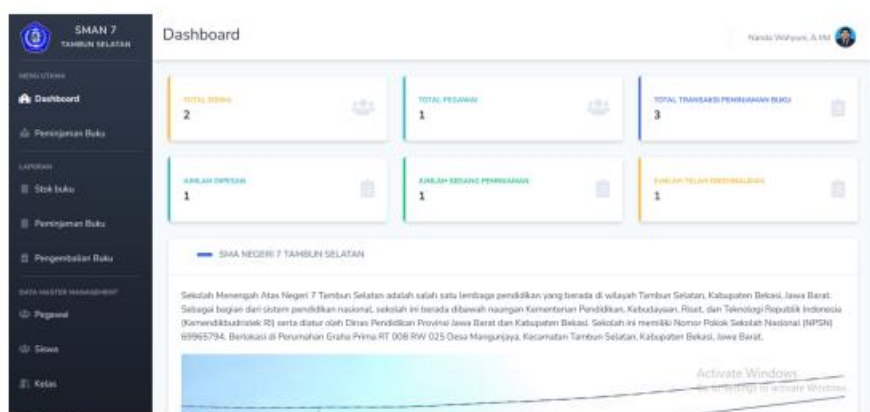 SMAN 7
TAMBUN SELATAN
Dashboard
Nanda Wahyuni, A.Md
MENU UTAMA
Dashboard
Peminjaman Buku
LAPORAN
Stok buku
Peminjaman Buku
Pengembalian Buku
DATA MASTER MANAGEMENT
Pegawai
Siswa
Kelas
TOTAL SISWA
2
TOTAL PEGAWAI
1
TOTAL TRANSAKSI PEMINJAMAN BUKU
3
JUMLAH DIPESAN
1
JUMLAH SEDANG PEMINJAMAN
1
JUMLAH TELAH DIKEMBALIKAN
1
SMA NEGERI 7 TAMBUN SELATAN
Sekolah Menengah Atas Negeri 7 Tambun Selatan adalah salah satu lembaga pendidikan yang berada di wilayah Tambun Selatan, Kabupaten Bekasi, Jawa Barat.
Sebagai bagian dari sistem pendidikan nasional, sekolah ini berada dibawah naungan Kementerian Pendidikan, Kebudayaan, Riset, dan Teknologi Republik Indonesia
(Kemendikbudristek RI) serta diatur oleh Dinas Pendidikan Provinsi Jawa Barat dan Kabupaten Bekasi. Sekolah ini memiliki Nomor Pokok Sekolah Nasional (NPSN)
69965794. Berlokasi di Perumahan Graha Prima RT 008 RW 025 Desa Mangunjaya, Kecamatan Tambun Selatan, Kabupaten Bekasi, Jawa Barat.
Activate Windows
Go to Settings to activate Windows.